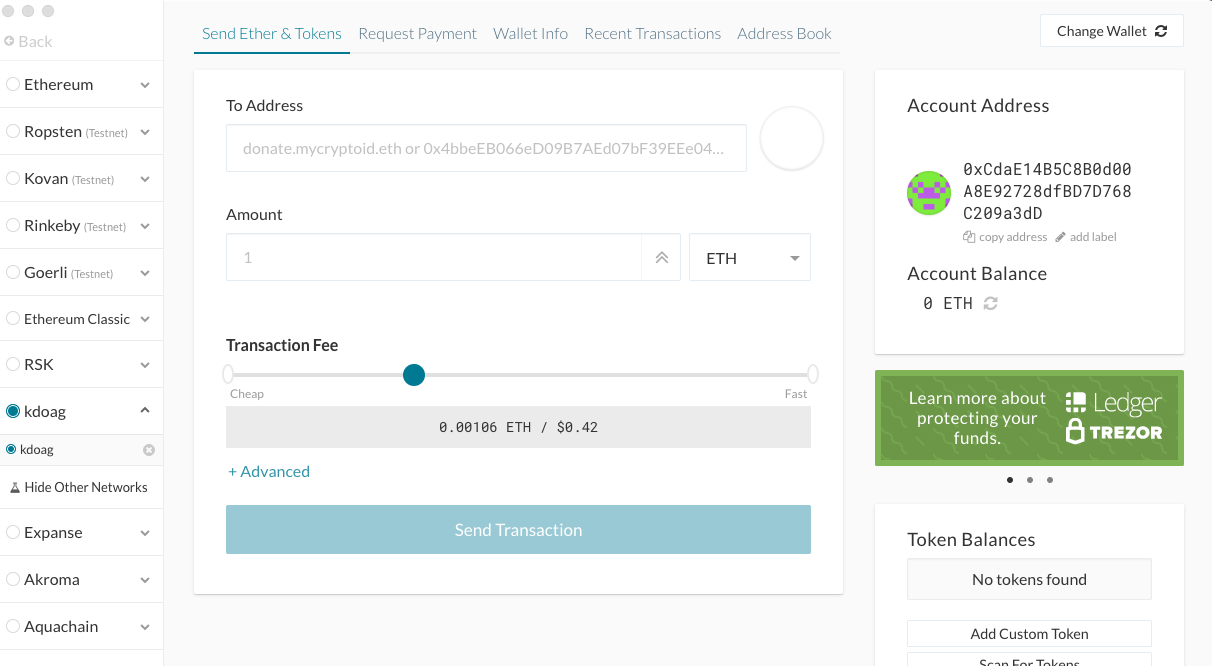 Back
Ethereum
Ropsten (Testnet)
Kovan (Testnet)
Rinkeby (Testnet)
Goerli (Testnet)
Ethereum Classic
RSK
kdoag
kdoag
Hide Other Networks
Expanse
Akroma
Aquachain
Send Ether & Tokens Request Payment Wallet Info Recent Transactions Address Book
Change Wallet
To Address
donate.mycryptoid.eth or 0x4bbeEB066eD09B7AEd07bF39EEe04...
Amount
1
ETH
Transaction Fee
Cheap Fast
0.00106 ETH / $0.42
+ Advanced
Send Transaction
Account Address
0xCdaE14B5C8B0d00
A8E92728dfBD7D768
C209a3dD
copy address add label
Account Balance
0 ETH
Learn more about
protecting your
funds.
Ledger
TREZOR
Token Balances
No tokens found
Add Custom Token
Scan For Tokens